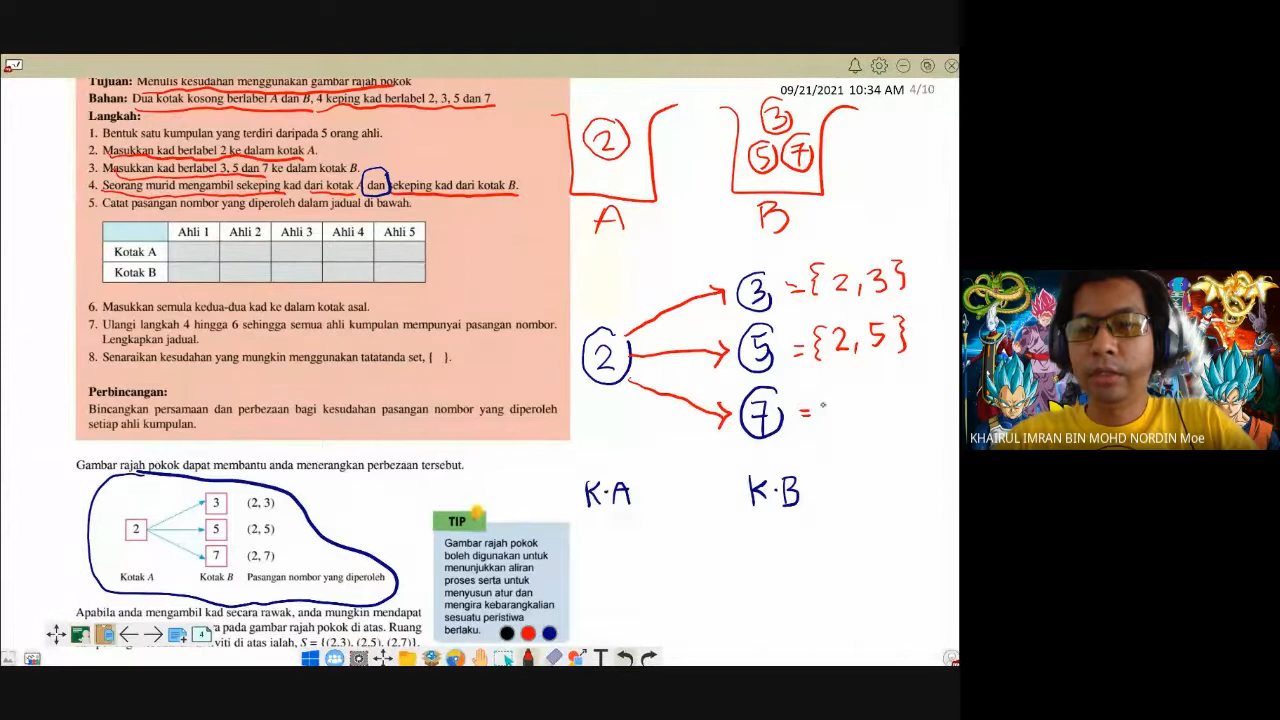 09/21/2021 10:34 AM 4/10
Tujuan: Menulis kesudahan menggunakan gambar rajah pokok
Bahan: Dua kotak kosong berlabel A dan B, 4 keping kad berlabel 2, 3, 5 dan 7
Langkah:
1. Bentuk satu kumpulan yang terdiri daripada 5 orang ahli.
2. Masukkan kad berlabel 2 ke dalam kotak A.
3. Masukkan kad berlabel 3, 5 dan 7 ke dalam kotak B.
4. Seorang murid mengambil sekeping kad dari kotak A dan sekeping kad dari kotak B.
5. Catat pasangan nombor yang diperoleh dalam jadual di bawah.
Ahli 1 Ahli 2 Ahli 3 Ahli 4 Ahli 5
Kotak A
Kotak B
6. Masukkan semula kedua-dua kad ke dalam kotak asal.
7. Ulangi langkah 4 hingga 6 sehingga semua ahli kumpulan mempunyai pasangan nombor.
Lengkapkan jadual.
8. Senaraikan kesudahan yang mungkin menggunakan tatatanda set, { }.
Perbincangan:
Bincangkan persamaan dan perbezaan bagi kesudahan pasangan nombor yang diperoleh
setiap ahli kumpulan.
Gambar rajah pokok dapat membantu anda menerangkan perbezaan tersebut.
3 (2, 3)
2 5 (2, 5)
7 (2, 7)
Kotak A Kotak B Pasangan nombor yang diperoleh
TIP
Gambar rajah pokok
boleh digunakan untuk
menunjukkan aliran
proses serta untuk
menyusun atur dan
mengira kebarangkalian
sesuatu peristiwa
berlaku.
Apabila anda mengambil kad secara rawak, anda mungkin mendapat
pada gambar rajah pokok di atas. Ruang
di atas ialah, S = {(2,3), (2,5), (2,7)}.
4
T
2
A
3
5 7
B
3 = {2, 3}
2 5 = {2, 5}
7 =
K.A K.B
KHAIRUL IMRAN BIN MOHD NORDIN Moe